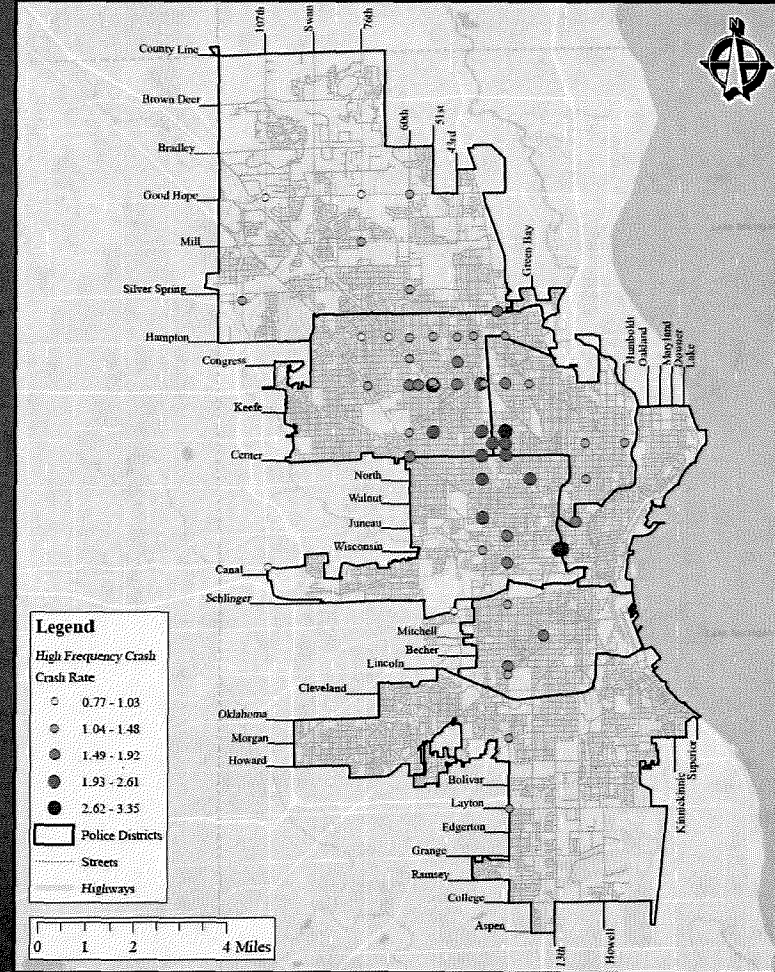 107th
Swan
76th
N
County Line
Brown Deer
60th
51st
43rd
Bradley
Good Hope
Mill
Green Bay
Silver Spring
Hampton
Humboldt
Oakland
Maryland
Downer
Lake
Congress
Keefe
Center
North
Walnut
Juneau
Wisconsin
Canal
Schlinger
Mitchell
Becher
Lincoln
Cleveland
Oklahoma
Morgan
Howard
Bolivar
Layton
Edgerton
Grange
Ramsey
College
Aspen
13th
Howell
Kinnickinnic
Superior
Legend
High Frequency Crash
Crash Rate
0.77 - 1.03
1.04 - 1.48
1.49 - 1.92
1.93 - 2.61
2.62 - 3.35
Police Districts
Streets
Highways
0 1 2 4 Miles